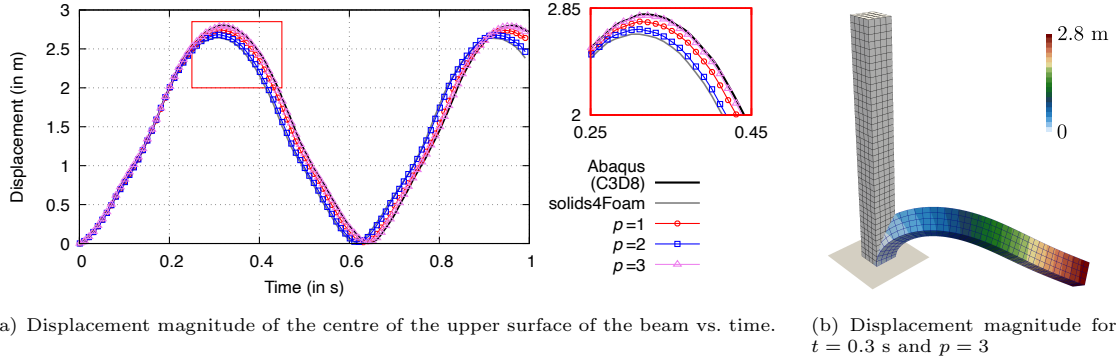 Displacement (in m)
3
2.5
2
1.5
1
0.5
0
0
0.2
0.4
0.6
0.8
1
Time (in s)
2.85
2
0.25
0.45
Abaqus
(C3D8)
solids4Foam
p=1
p=2
p=3
2.8 m
0
a) Displacement magnitude of the centre of the upper surface of the beam vs. time.
(b) Displacement magnitude for
t = 0.3 s and p = 3